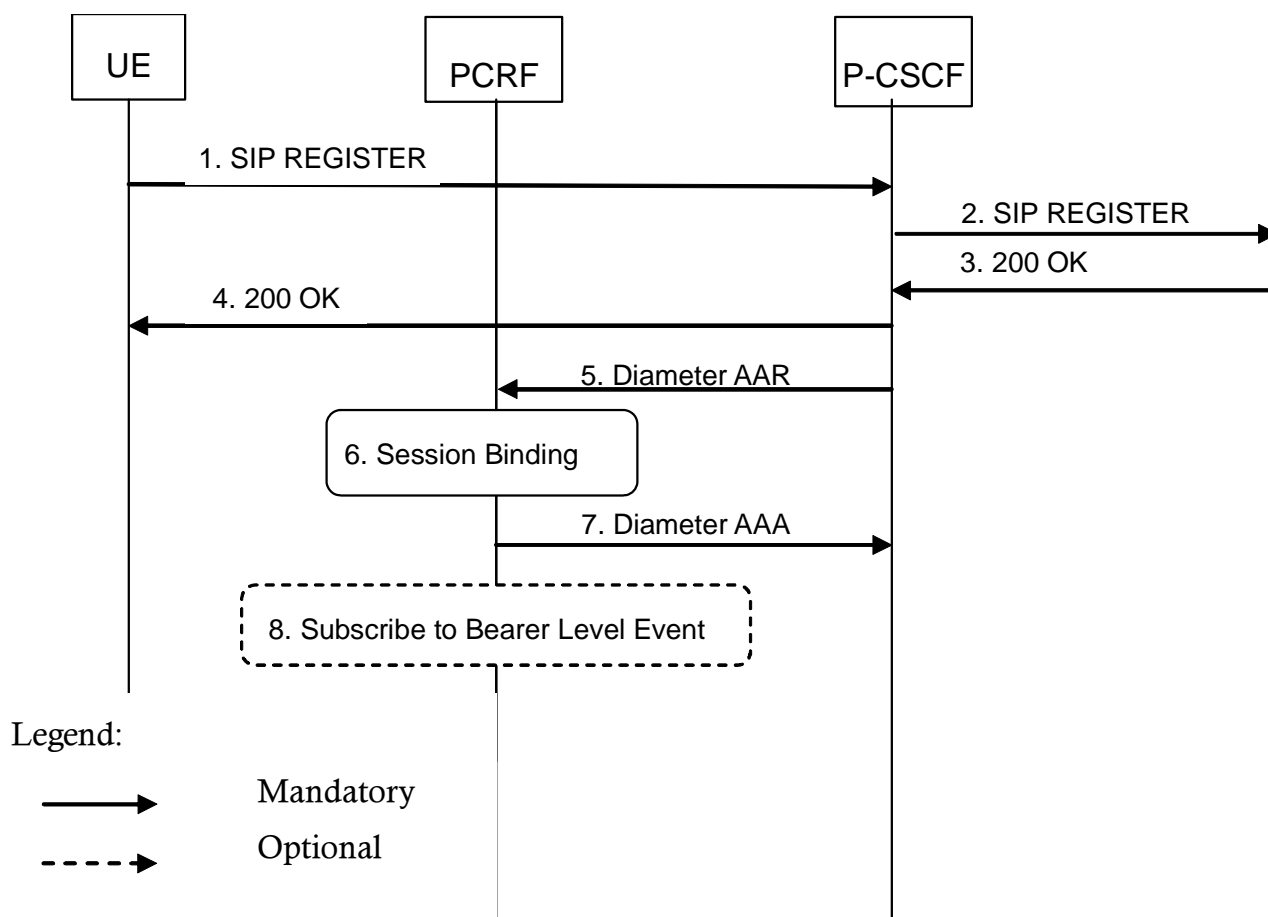 UE
PCRF
P-CSCF
1. SIP REGISTER
2. SIP REGISTER
3. 200 OK
4. 200 OK
5. Diameter AAR
6. Session Binding
7. Diameter AAA
8. Subscribe to Bearer Level Event
Legend:
Mandatory
Optional